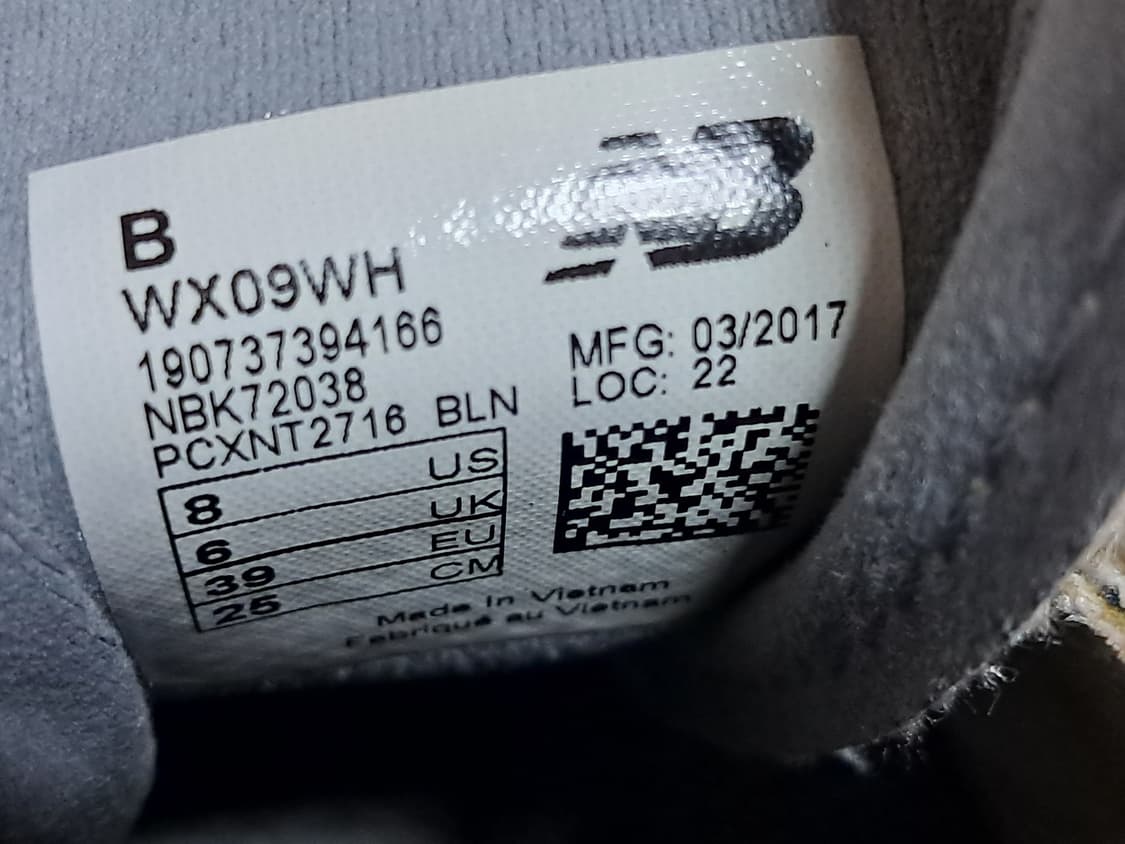 B
WX09WH
190737394166
NBK72038
PCXNT2716 BLN
8 US
6 UK
39 EU
25 CM
NB
MFG: 03/2017
LOC: 22
Made in Vietnam
Fabriqué au Vietnam